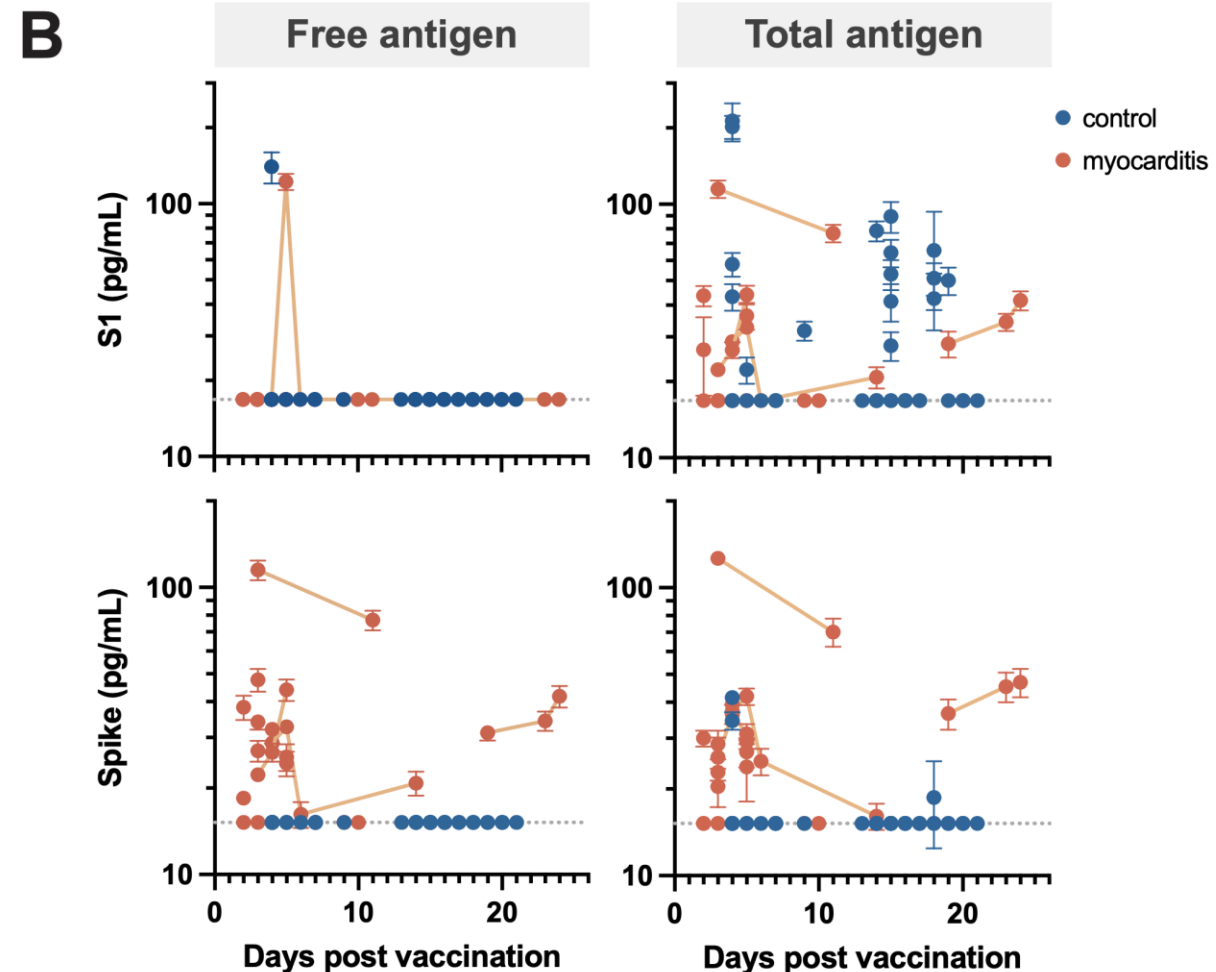 B
Free antigen
Total antigen
control
myocarditis
S1 (pg/mL)
100
10
100
10
Spike (pg/mL)
100
10
100
10
0
10
20
0
10
20
Days post vaccination
Days post vaccination